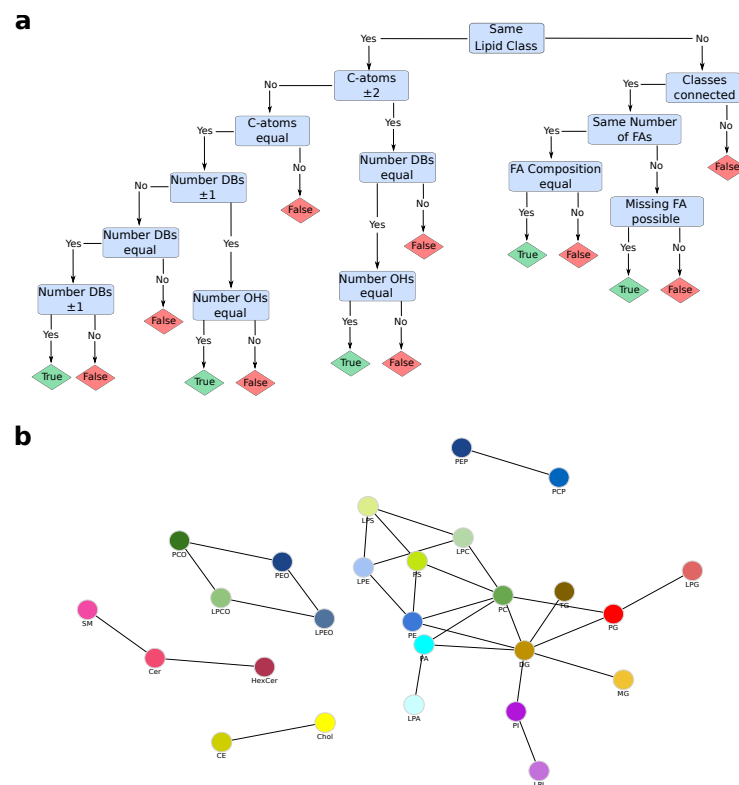 a
Same
Lipid Class
Yes
No
C-atoms
±2
Classes
connected
No
Yes
Yes
No
C-atoms
equal
Same Number
of FAs
Yes
No
Yes
No
Number DBs
±1
Number DBs
equal
FA Composition
equal
False
No
Yes
False
Yes
No
Yes
No
Missing FA
possible
Number DBs
equal
False
True
False
Yes
No
Yes
No
Number DBs
±1
Number OHs
equal
Number OHs
equal
True
False
False
Yes
No
Yes
No
Yes
No
True
False
True
False
True
False
b
PEP
PCP
LPS
LPC
PCO
PEO
LPE
PS
LPG
LPCO
LPEO
PC
TG
PG
SM
PE
PA
DG
Cer
HexCer
MG
LPA
PI
Chol
CE
LPI